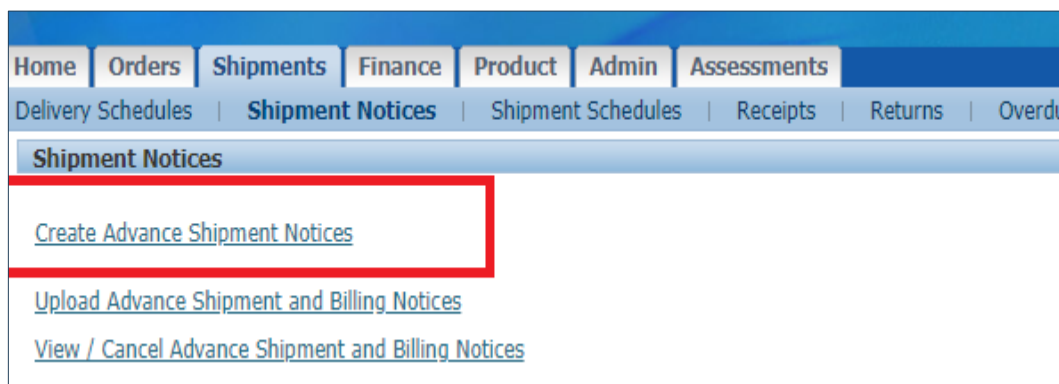 Home Orders Shipments Finance Product Admin Assessments
Delivery Schedules | Shipment Notices | Shipment Schedules | Receipts | Returns |
Shipment Notices
Create Advance Shipment Notices
Upload Advance Shipment and Billing Notices
View / Cancel Advance Shipment and Billing Notices